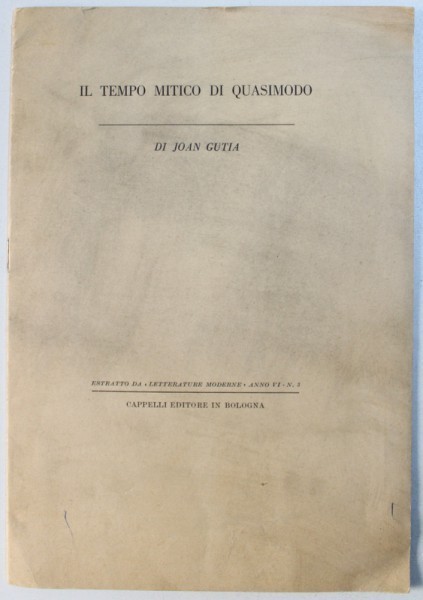 IL TEMPO MITICO DI QUASIMODO
DI JOAN GUTIA
ESTRATTO DA «LETTERATURE MODERNE» ANNO VI - N. 5
CAPPELLI EDITORE IN BOLOGNA